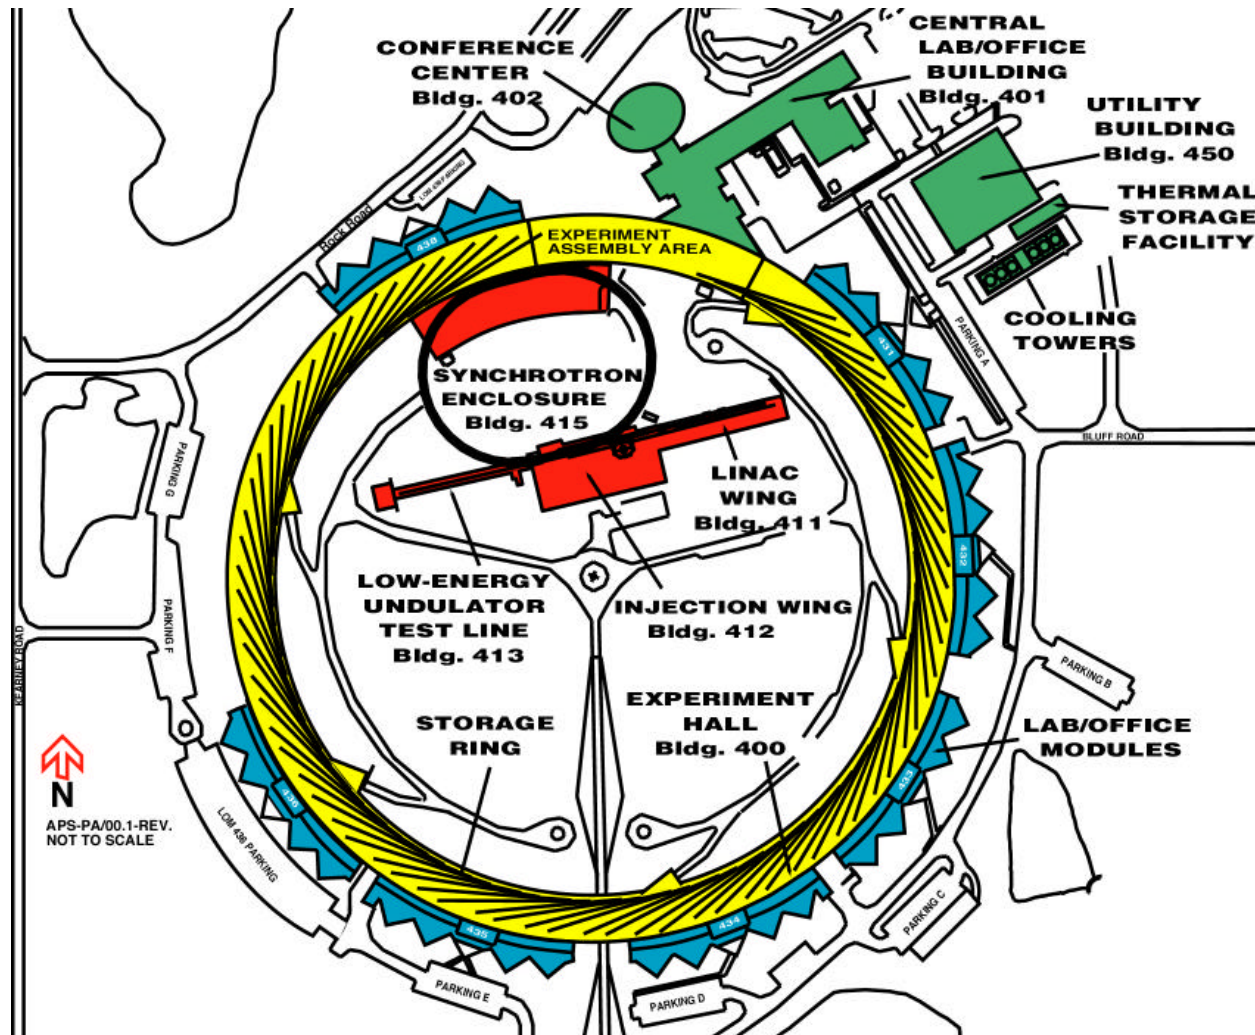 CONFERENCE
CENTER
Bldg. 402
CENTRAL
LAB/OFFICE
BUILDING
Bldg. 401
UTILITY
BUILDING
Bldg. 450
THERMAL
STORAGE
FACILITY
COOLING
TOWERS
LOM 438 PARKING
Rock Road
438
EXPERIMENT
ASSEMBLY AREA
431
PARKING A
SYNCHROTRON
ENCLOSURE
Bldg. 415
BLUFF ROAD
PARKING G
LINAC
WING
Bldg. 411
432
LOW-ENERGY
UNDULATOR
TEST LINE
Bldg. 413
INJECTION WING
Bldg. 412
PARKING F
KEARNEY ROAD
PARKING B
STORAGE
RING
EXPERIMENT
HALL
Bldg. 400
LAB/OFFICE
MODULES
433
436
N
APS-PA/00.1-REV.
NOT TO SCALE
LOM 436 PARKING
PARKING C
435
434
PARKING E
PARKING D